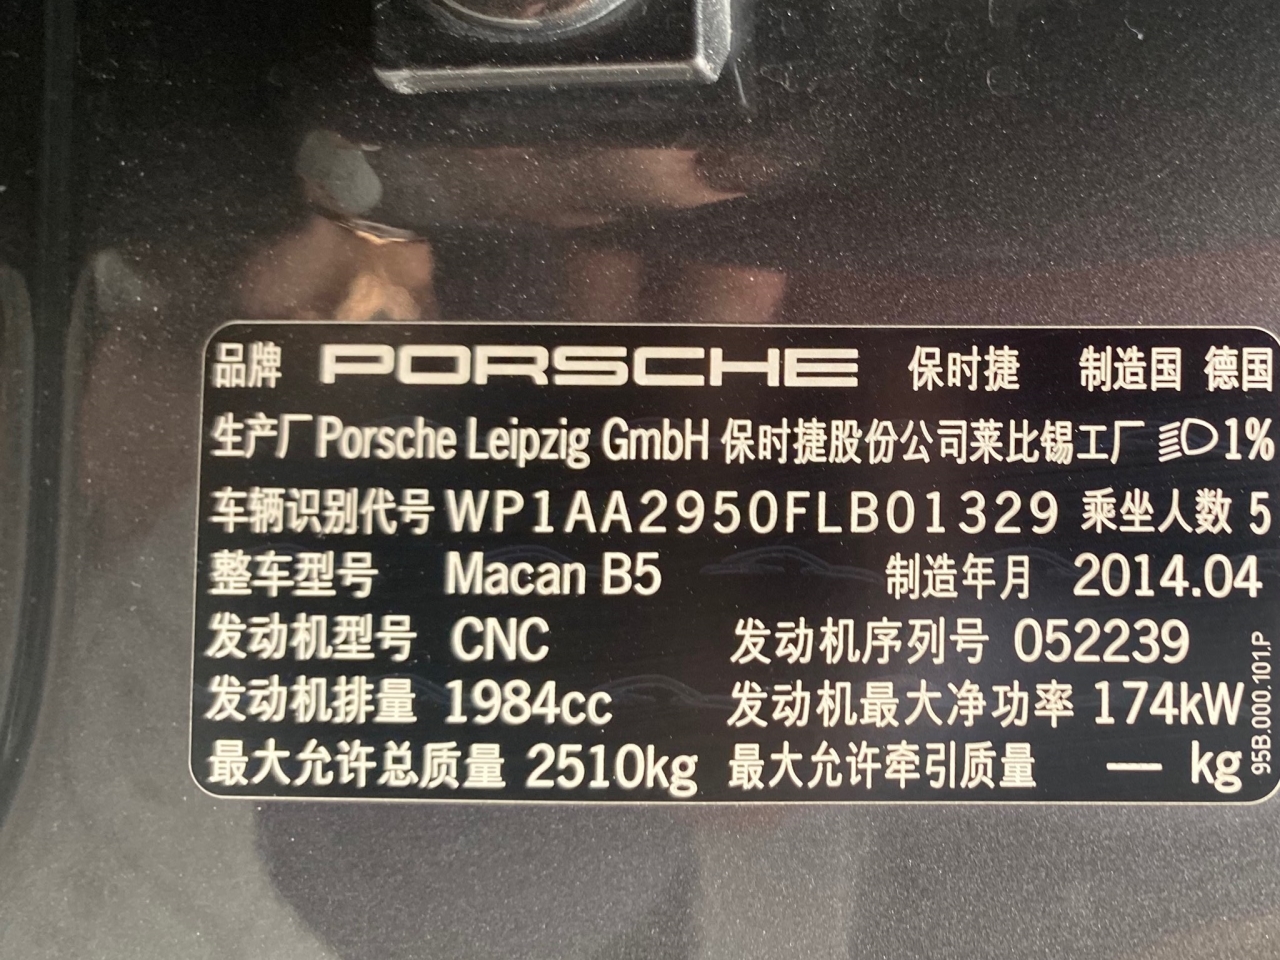 品牌 PORSCHE 保时捷 制造国 德国
生产厂 Porsche Leipzig GmbH 保时捷股份公司莱比锡工厂 1%
车辆识别代号 WP1AA2950FLB01329 乘坐人数 5
整车型号 Macan B5 制造年月 2014.04
发动机型号 CNC 发动机序列号 052239
发动机排量 1984cc 发动机最大净功率 174kW
最大允许总质量 2510kg 最大允许牵引质量 — kg
95B.000.101.P